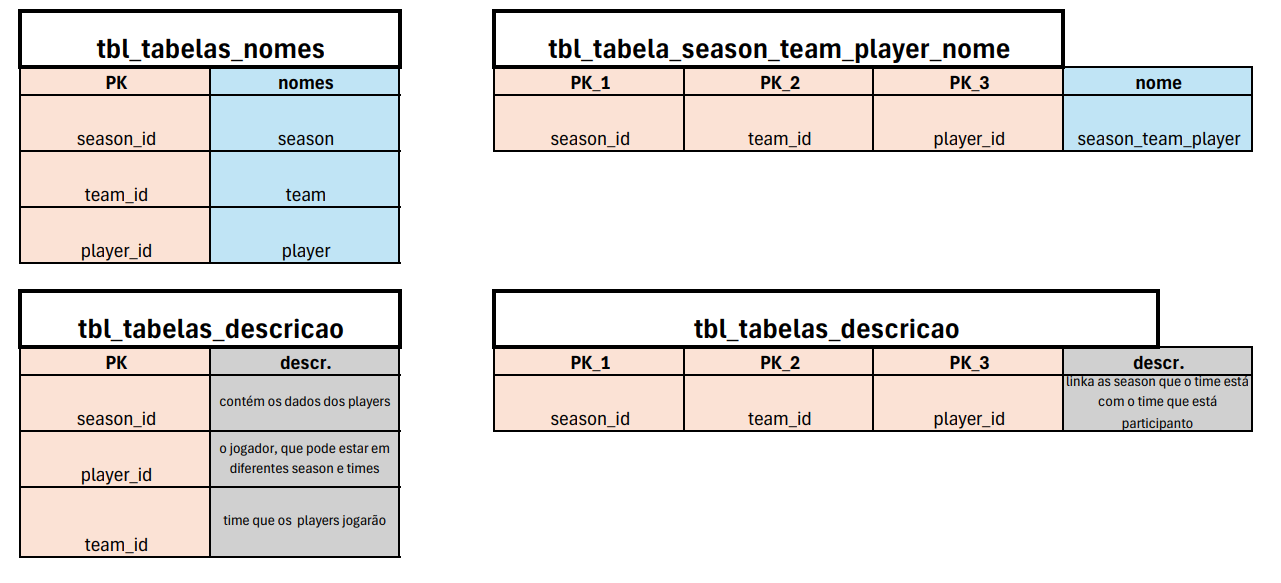 tbl_tabelas_nomes
PK nomes
season_id season
team_id team
player_id player
tbl_tabela_season_team_player_nome
PK_1 PK_2 PK_3 nome
season_id team_id player_id season_team_player
tbl_tabelas_descricao
PK descr.
season_id contém os dados dos players
player_id o jogador, que pode estar em
diferentes season e times
team_id time que os players jogarão
tbl_tabelas_descricao
PK_1 PK_2 PK_3 descr.
season_id team_id player_id linka as season que o time está
com o time que está
participanto